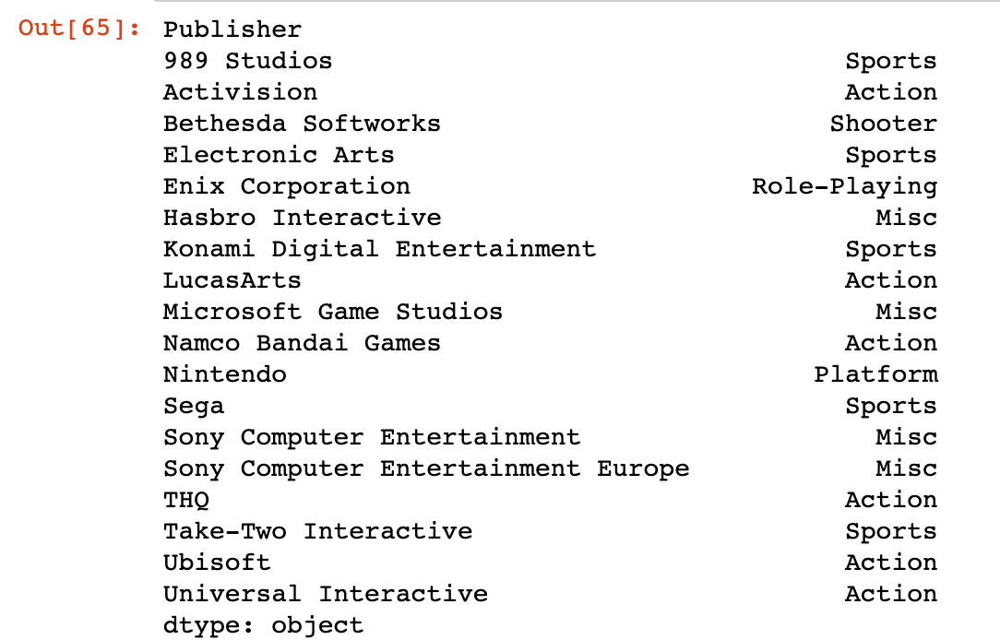 Out[65]: Publisher
989 Studios Sports
Activision Action
Bethesda Softworks Shooter
Electronic Arts Sports
Enix Corporation Role-Playing
Hasbro Interactive Misc
Konami Digital Entertainment Sports
LucasArts Action
Microsoft Game Studios Misc
Namco Bandai Games Action
Nintendo Platform
Sega Sports
Sony Computer Entertainment Misc
Sony Computer Entertainment Europe Misc
THQ Action
Take-Two Interactive Sports
Ubisoft Action
Universal Interactive Action
dtype: object